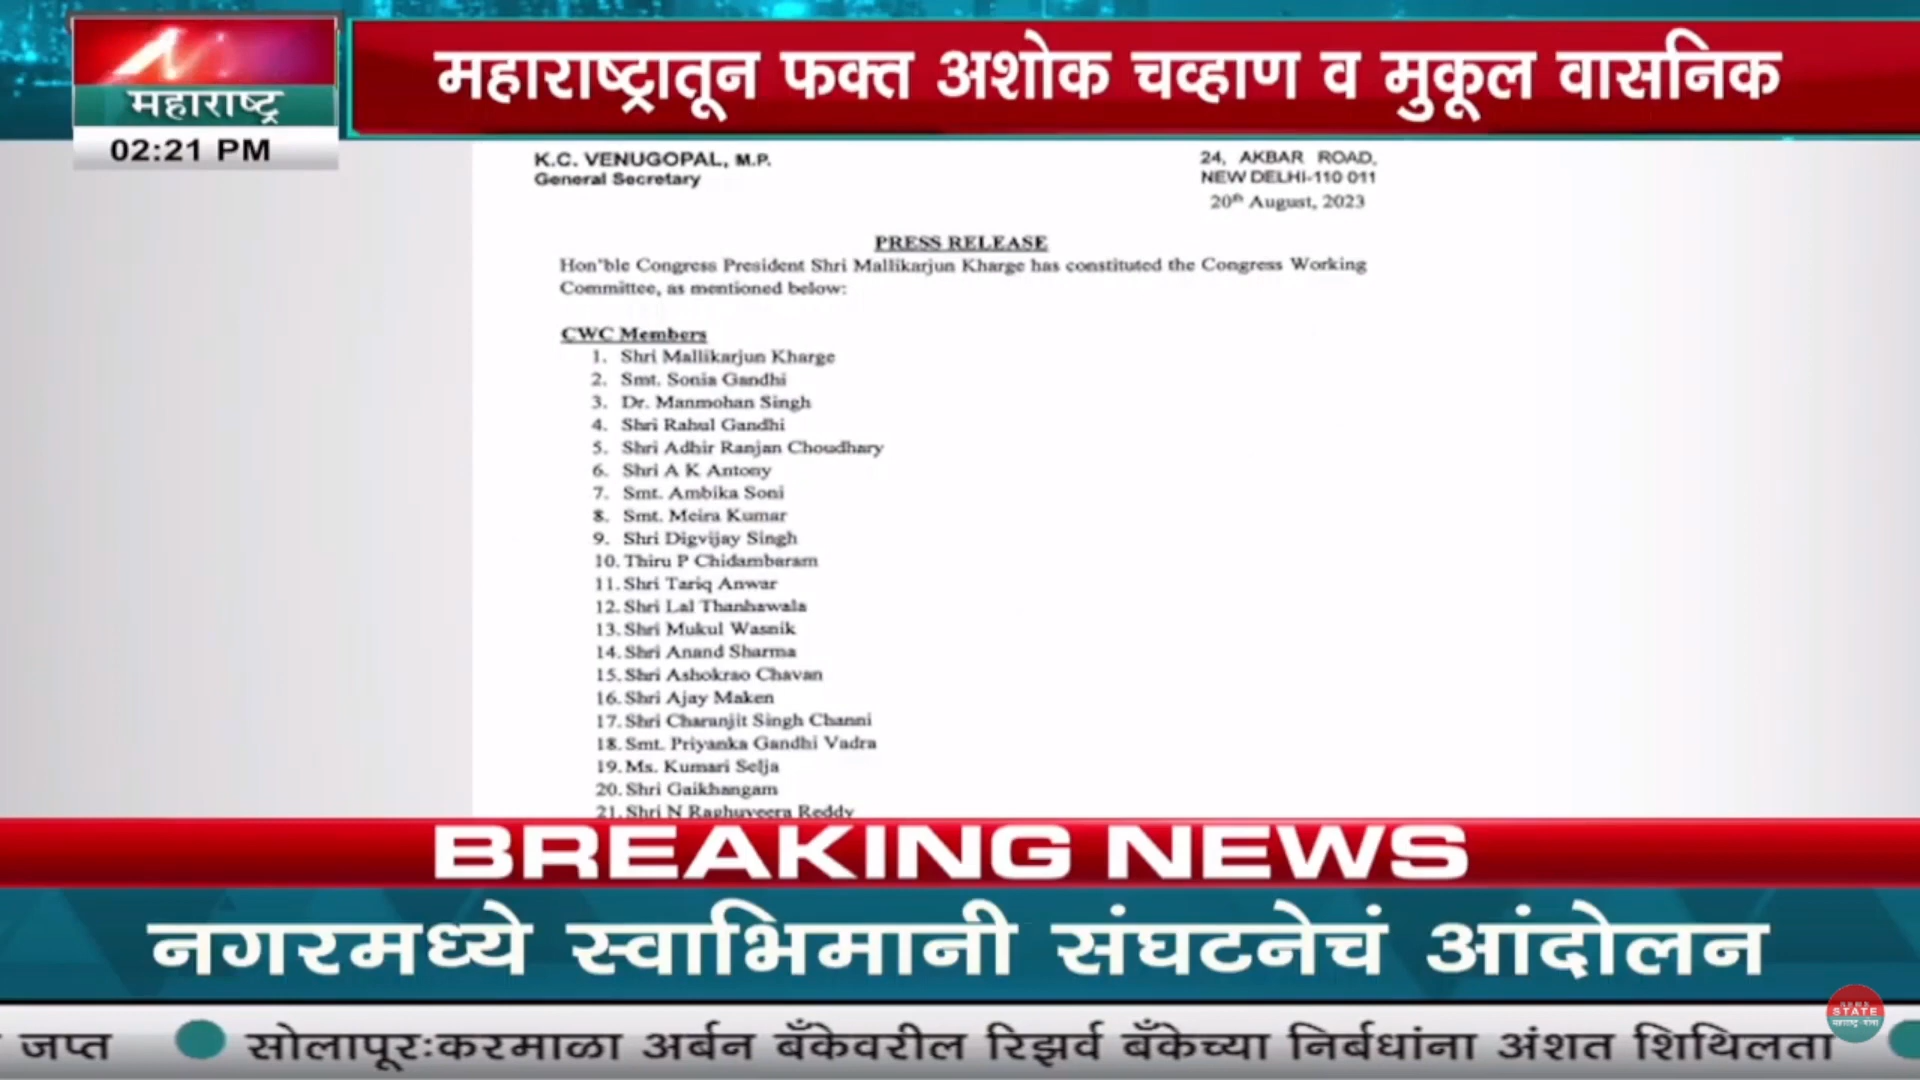 महाराष्ट्र
02:21 PM
महाराष्ट्रातून फक्त अशोक चव्हाण व मुकूल वासनिक
K.C. VENUGOPAL, M.P.
General Secretary
24, AKBAR ROAD,
NEW DELHI-110 011
20th August, 2023
PRESS RELEASE
Hon'ble Congress President Shri Mallikarjun Kharge has constituted the Congress Working
Committee, as mentioned below:
CWC Members
1. Shri Mallikarjun Kharge
2. Smt. Sonia Gandhi
3. Dr. Manmohan Singh
4. Shri Rahul Gandhi
5. Shri Adhir Ranjan Choudhary
6. Shri A K Antony
7. Smt. Ambika Soni
8. Smt. Meira Kumar
9. Shri Digvijay Singh
10. Thiru P Chidambaram
11. Shri Tariq Anwar
12. Shri Lal Thanhawala
13. Shri Mukul Wasnik
14. Shri Anand Sharma
15. Shri Ashokrao Chavan
16. Shri Ajay Maken
17. Shri Charanjit Singh Channi
18. Smt. Priyanka Gandhi Vadra
19. Ms. Kumari Selja
20. Shri Gaikhangam
21. Shri N Raghuveera Reddy
BREAKING NEWS
नगरमध्ये स्वाभिमानी संघटनेचं आंदोलन
जप्त सोलापूर:करमाळा अर्बन बँकेवरील रिझर्व बँकेच्या निर्बधांना अंशत शिथिलता
STATE